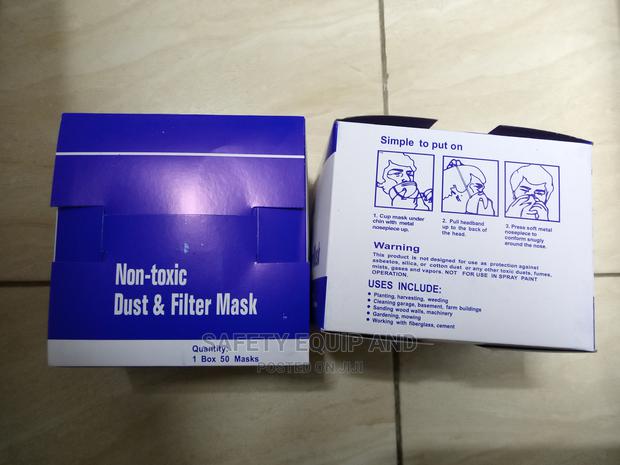 Non-toxic
Dust & Filter Mask
Quantity:
1 Box 50 Masks
Simple to put on
1. Cup mask under
chin with metal
nosepiece up.
2. Pull headband
up to the back of
the head.
3. Press soft metal
nosepiece to
conform snugly
around the nose.
Warning
This product is not designed for use as protection against
asbestos, silica, or cotton dust or any other toxic dusts, fumes,
mists, gases and vapors. NOT FOR USE IN SPRAY PAINT
OPERATION.
USES INCLUDE:
• Planting, harvesting, weeding
• Cleaning garage, basement, farm buildings
• Sanding wood walls, machinery
• Gardening, mowing
• Working with fiberglass, cement
SAFETY EQUIP AND
POSTED ON JIJI